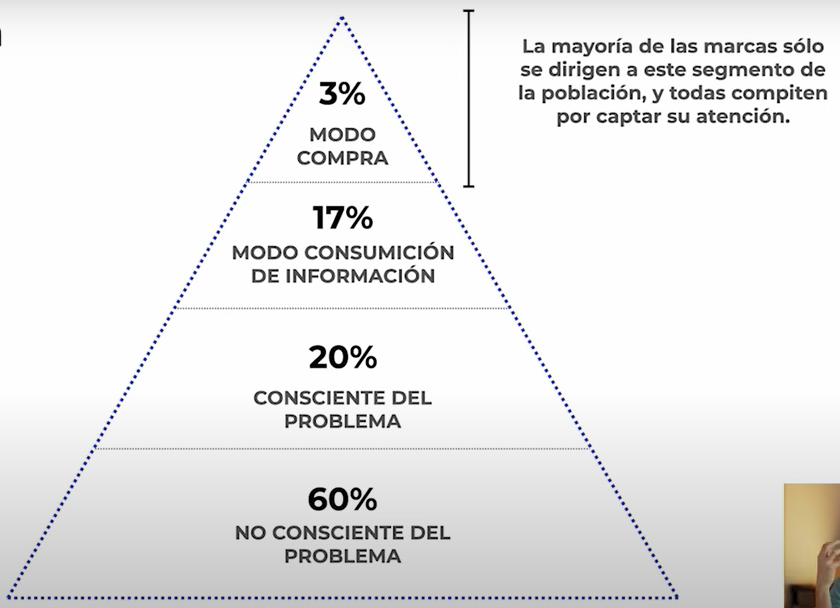 3%
MODO
COMPRA
La mayoría de las marcas sólo
se dirigen a este segmento de
la población, y todas compiten
por captar su atención.
17%
MODO CONSUMICIÓN
DE INFORMACIÓN
20%
CONSCIENTE DEL
PROBLEMA
60%
NO CONSCIENTE DEL
PROBLEMA